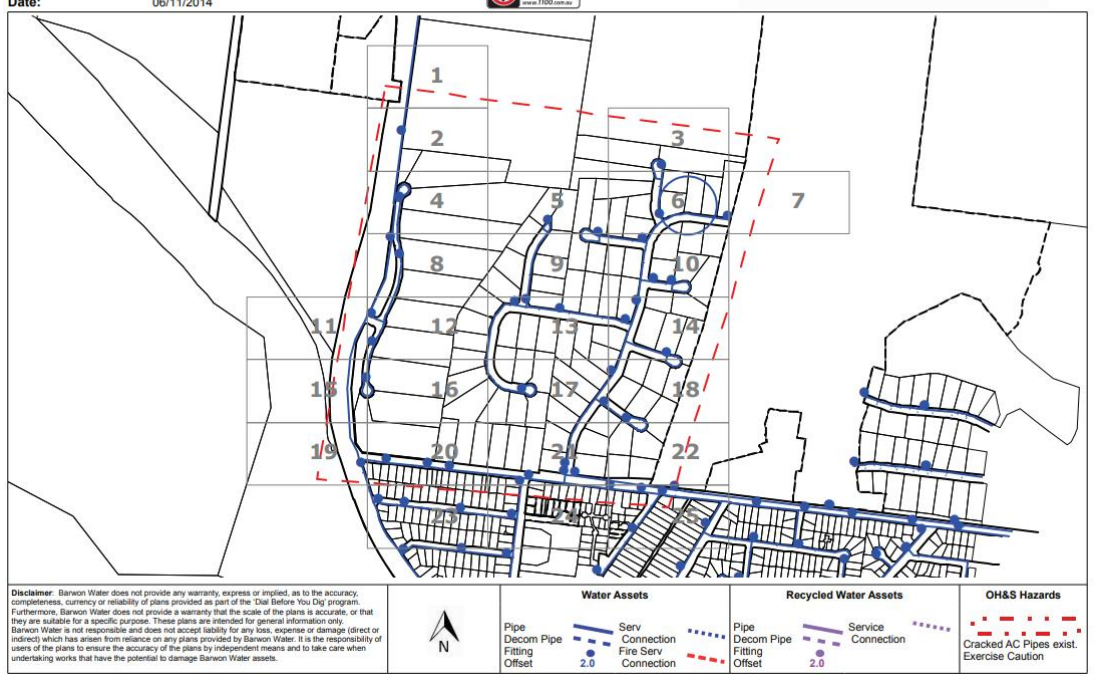 Date: 06/11/2014
www.1100.com.au
1
2
3
4
5
6
7
8
9
10
11
12
13
14
15
16
17
18
19
20
21
22
23
24
25
Disclaimer: Barwon Water does not provide any warranty, express or implied, as to the accuracy,
completeness, currency or reliability of plans provided as part of the 'Dial Before You Dig' program.
Furthermore, Barwon Water does not provide a warranty that the scale of the plans is accurate, or that
they are suitable for a specific purpose. These plans are intended for general information only.
Barwon Water is not responsible and does not accept liability for any loss, expense or damage (direct or
indirect) which has arisen from reliance on any plans provided by Barwon Water. It is the responsibility of
users of the plans to ensure the accuracy of the plans by independent means and to take care when
undertaking works that have the potential to damage Barwon Water assets.
N
Water Assets
Pipe
Decom Pipe
Fitting
Offset 2.0
Serv
Connection
Fire Serv
Connection
Recycled Water Assets
Pipe
Decom Pipe
Fitting
Offset 2.0
Service
Connection
OH&S Hazards
Cracked AC Pipes exist.
Exercise Caution